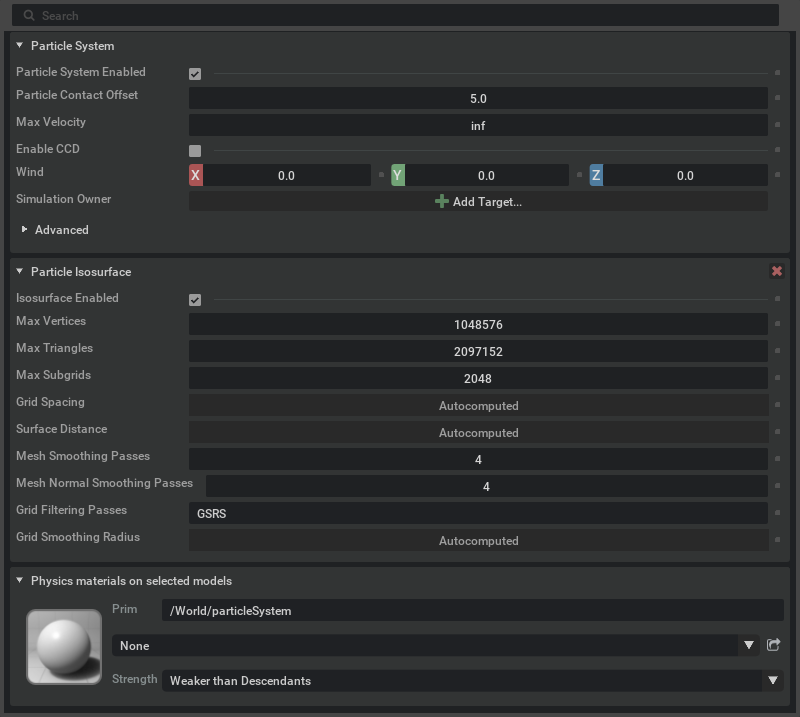 Search
Particle System
Particle System Enabled
Particle Contact Offset 5.0
Max Velocity inf
Enable CCD
Wind X 0.0 Y 0.0 Z 0.0
Simulation Owner Add Target...
Advanced
Particle Isosurface
Isosurface Enabled
Max Vertices 1048576
Max Triangles 2097152
Max Subgrids 2048
Grid Spacing Autocomputed
Surface Distance Autocomputed
Mesh Smoothing Passes 4
Mesh Normal Smoothing Passes 4
Grid Filtering Passes GSRS
Grid Smoothing Radius Autocomputed
Physics materials on selected models
Prim /World/particleSystem
None
Strength Weaker than Descendants